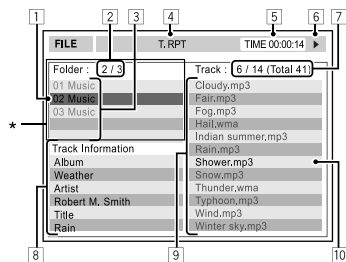 1 2 3 4 5 6 7
FILE T. RPT TIME 00:00:14
Folder : 2 / 3 Track : 6 / 14 (Total 41)
01 Music
02 Music
03 Music
*
Cloudy.mp3
Fair.mp3
Fog.mp3
Hail.wma
Indian summer.mp3
Rain.mp3
Shower.mp3
Snow.mp3
Thunder.wma
Typhoon.mp3
Wind.mp3
Winter sky.mp3
Track Information
Album
Weather
Artist
Robert M. Smith
Title
Rain
8 9 10